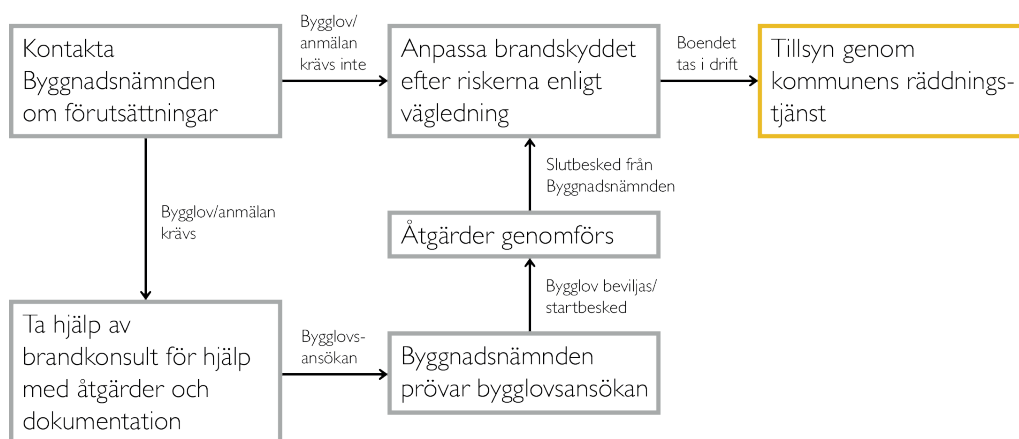 Kontakta
Byggnadsnämnden
om förutsättningar
Bygglov/
anmälan
krävs inte
Anpassa brandskyddet
efter riskerna enligt
vägledning
Boendet
tas i drift
Tillsyn genom
kommunens räddnings-
tjänst
Bygglov/anmälan
krävs
Slutbesked från
Byggnadsnämnden
Åtgärder genomförs
Bygglov beviljas/
startbesked
Ta hjälp av
brandkonsult för hjälp
med åtgärder och
dokumentation
Bygglovs-
ansökan
Byggnadsnämnden
prövar bygglovsansökan